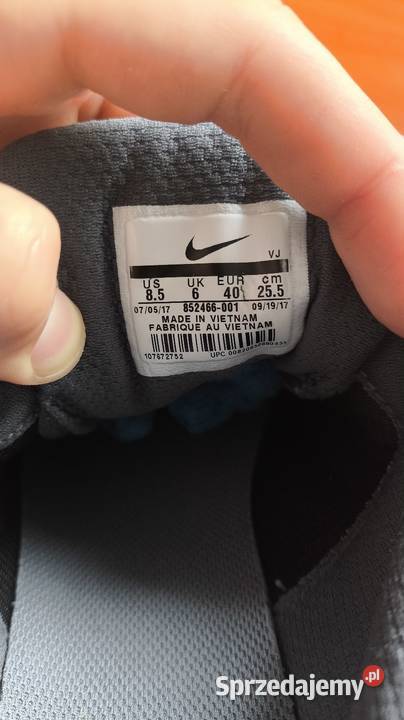 VJ
US UK EUR cm
8.5 6 40 25.5
07/05/17 852466-001 09/19/17
MADE IN VIETNAM
FABRIQUE AU VIETNAM
107672752 UPC
Sprzedajemy.pl